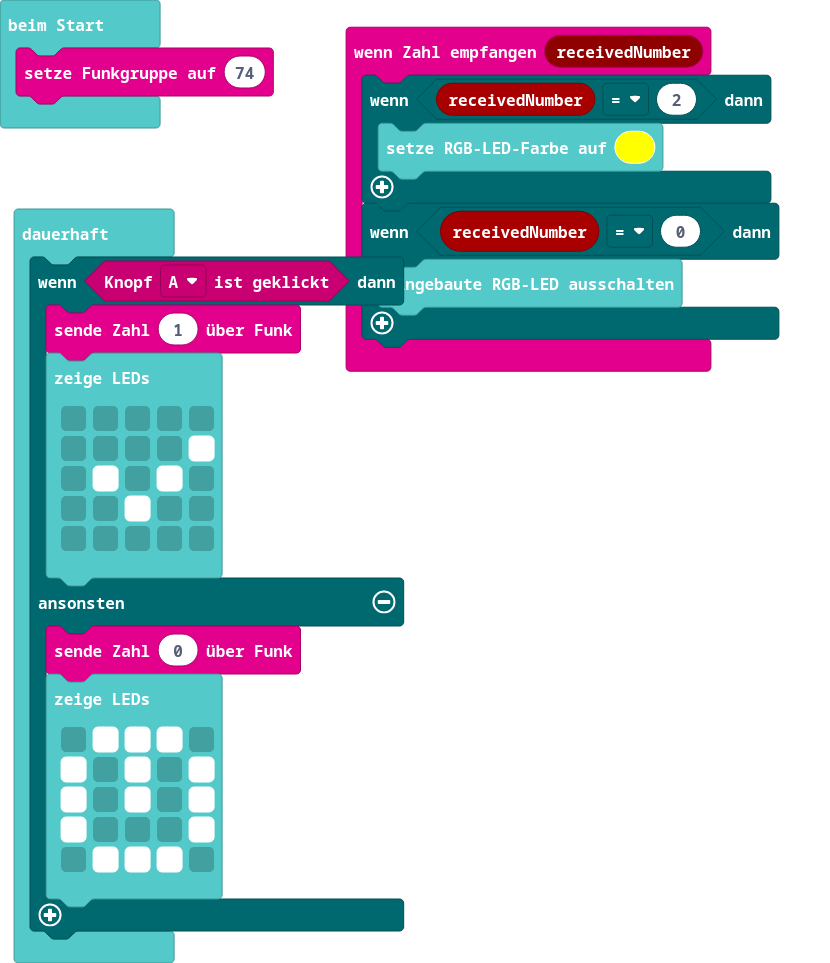 beim Start
setze Funkgruppe auf 74
wenn Zahl empfangen receivedNumber
wenn receivedNumber = 2 dann
setze RGB-LED-Farbe auf
wenn receivedNumber = 0 dann
ngebaute RGB-LED ausschalten
dauerhaft
wenn Knopf A ist geklickt dann
sende Zahl 1 über Funk
zeige LEDs
ansonsten
sende Zahl 0 über Funk
zeige LEDs